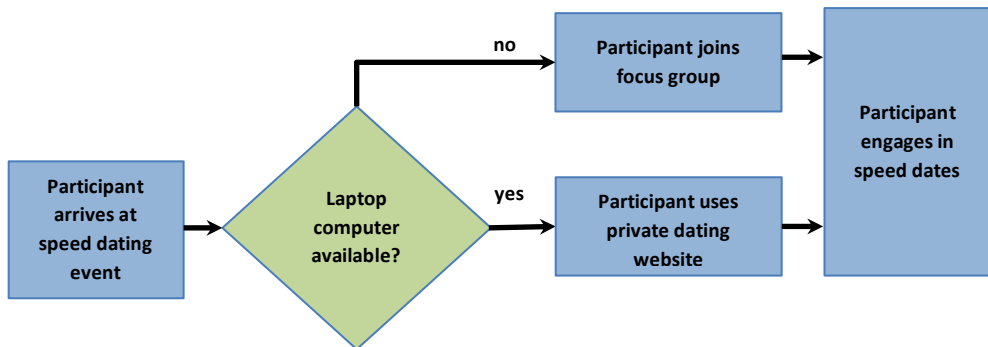 Participant
arrives at
speed dating
event
Laptop
computer
available?
no
Participant joins
focus group
yes
Participant uses
private dating
website
Participant
engages in
speed dates